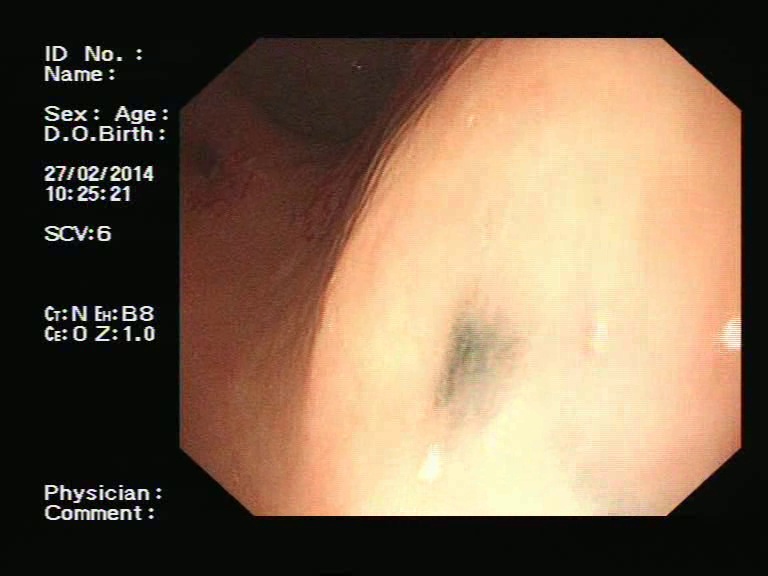 ID No. :
Name :
Sex : Age :
D.O.Birth :
27/02/2014
10:25:21
SCV:6
CT:N EH:B8
CE:0 Z:1.0
Physician :
Comment :